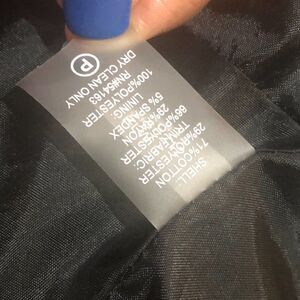 SHELL:
71%COTTON
29%POLYESTER
TRIM FABRIC:
66%POLYESTER
29%RAYON
5% SPANDEX
LINING:
100%POLYESTER
RN#54163
DRY CLEAN ONLY
P